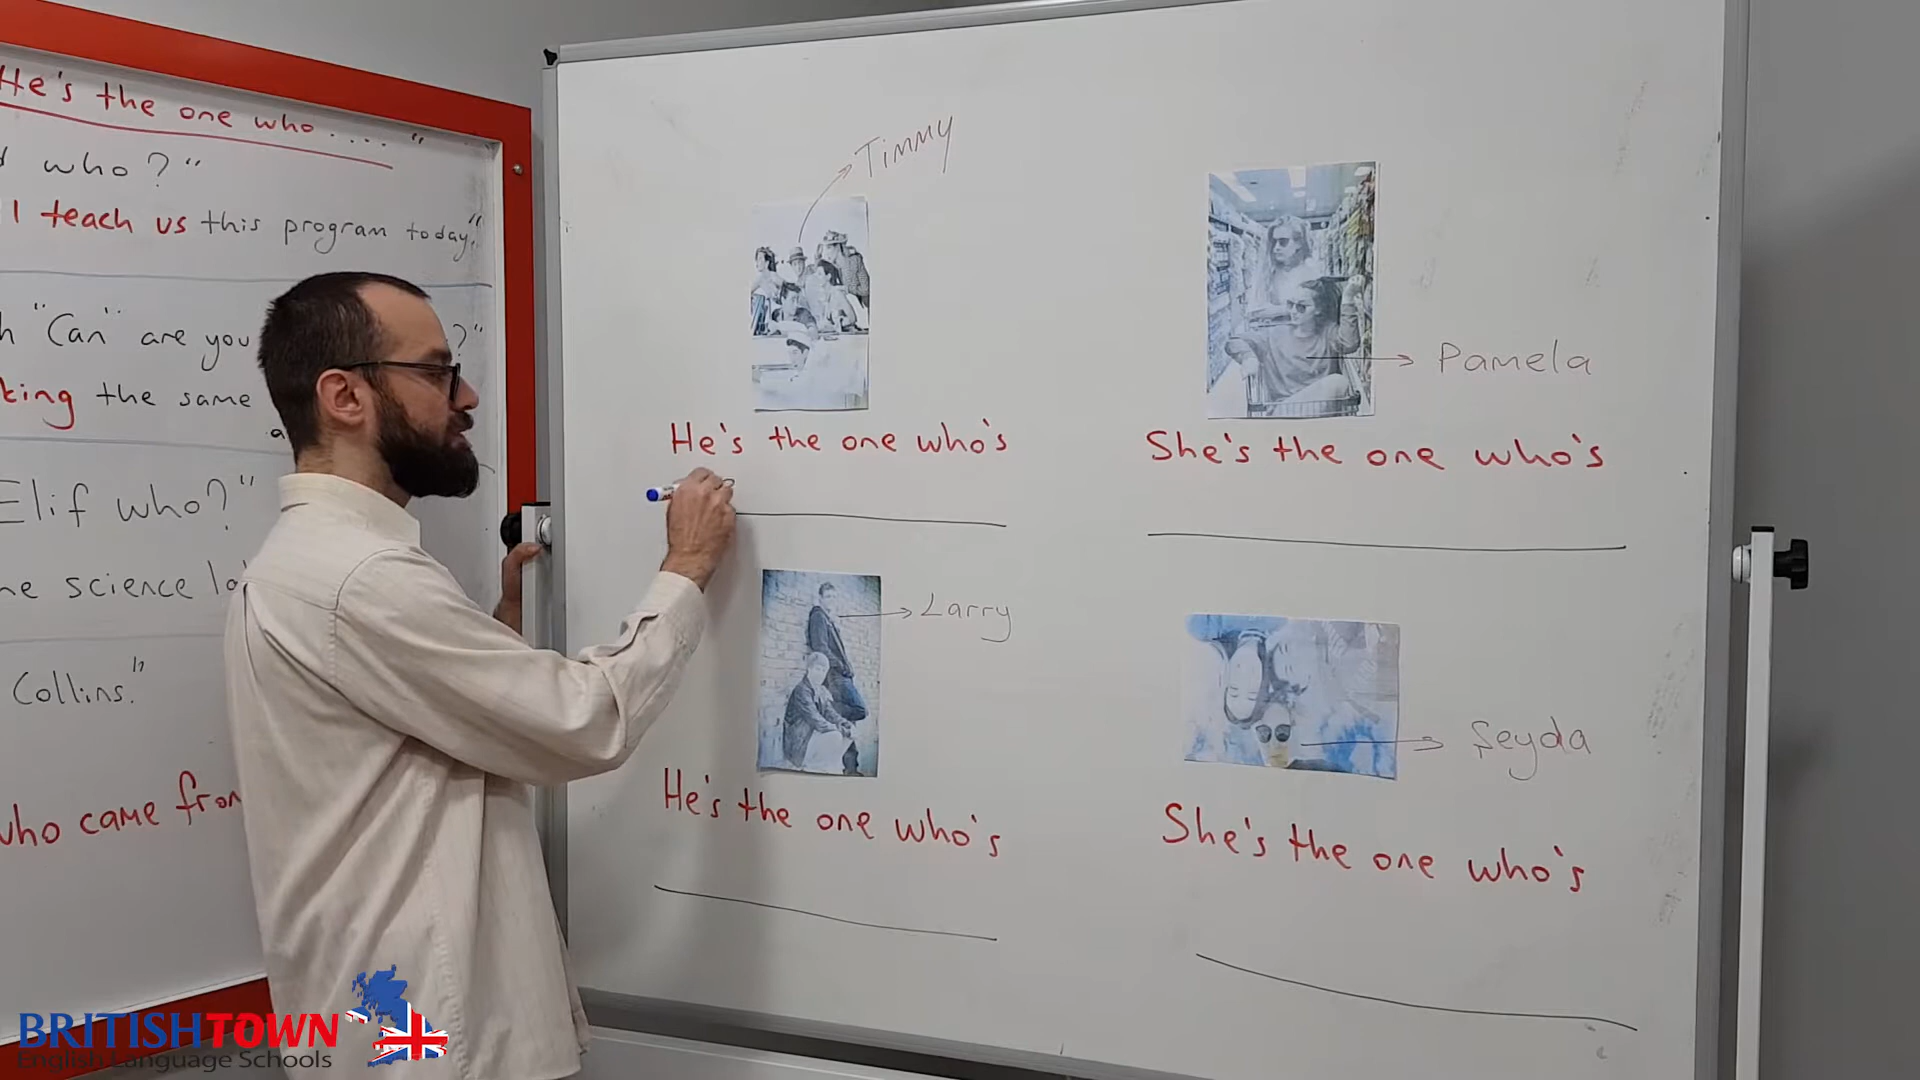 He's the one who...."
who?"
I teach us this program today."
"Can" are you ?"
king the same
a
Elif who?"
science la
Collins."
who came from
Timmy
He's the one who's
Pamela
She's the one who's
Larry
He's the one who's
Şeyda
She's the one who's
BRITISHTOWN
English Language Schools